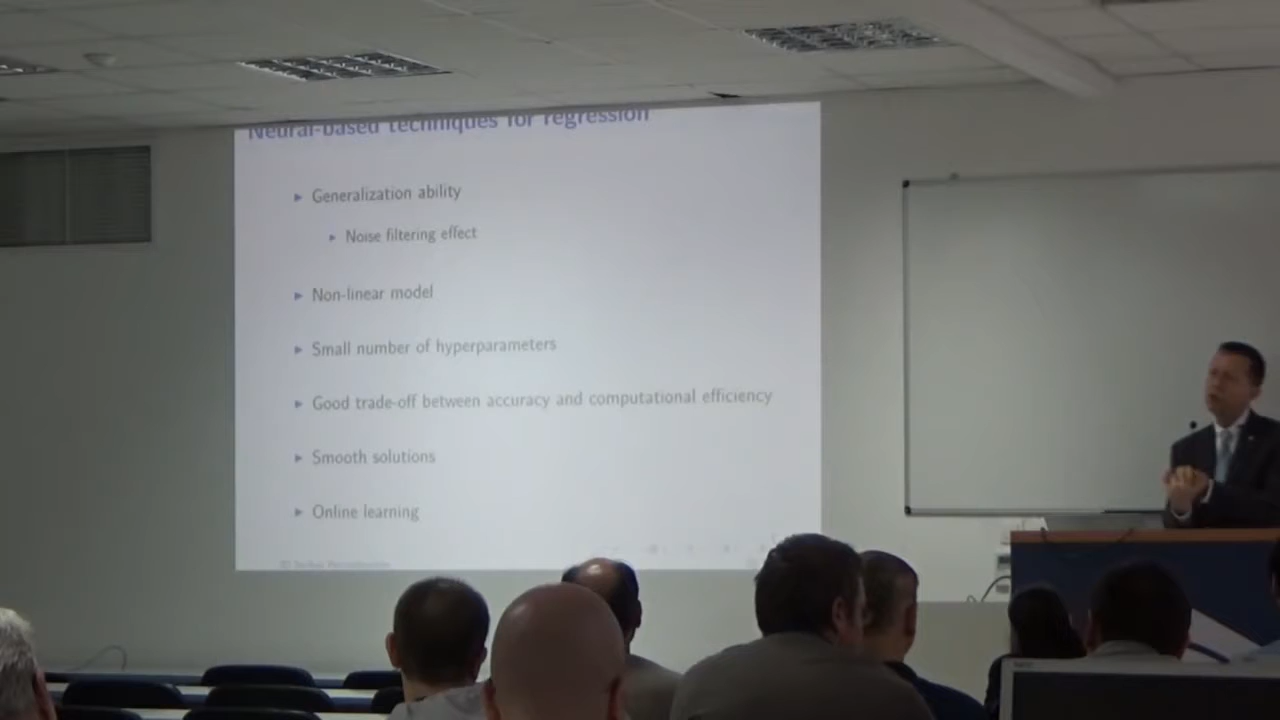 Neural-based techniques for regression
▶ Generalization ability
▶ Noise filtering effect
▶ Non-linear model
▶ Small number of hyperparameters
▶ Good trade-off between accuracy and computational efficiency
▶ Smooth solutions
▶ Online learning